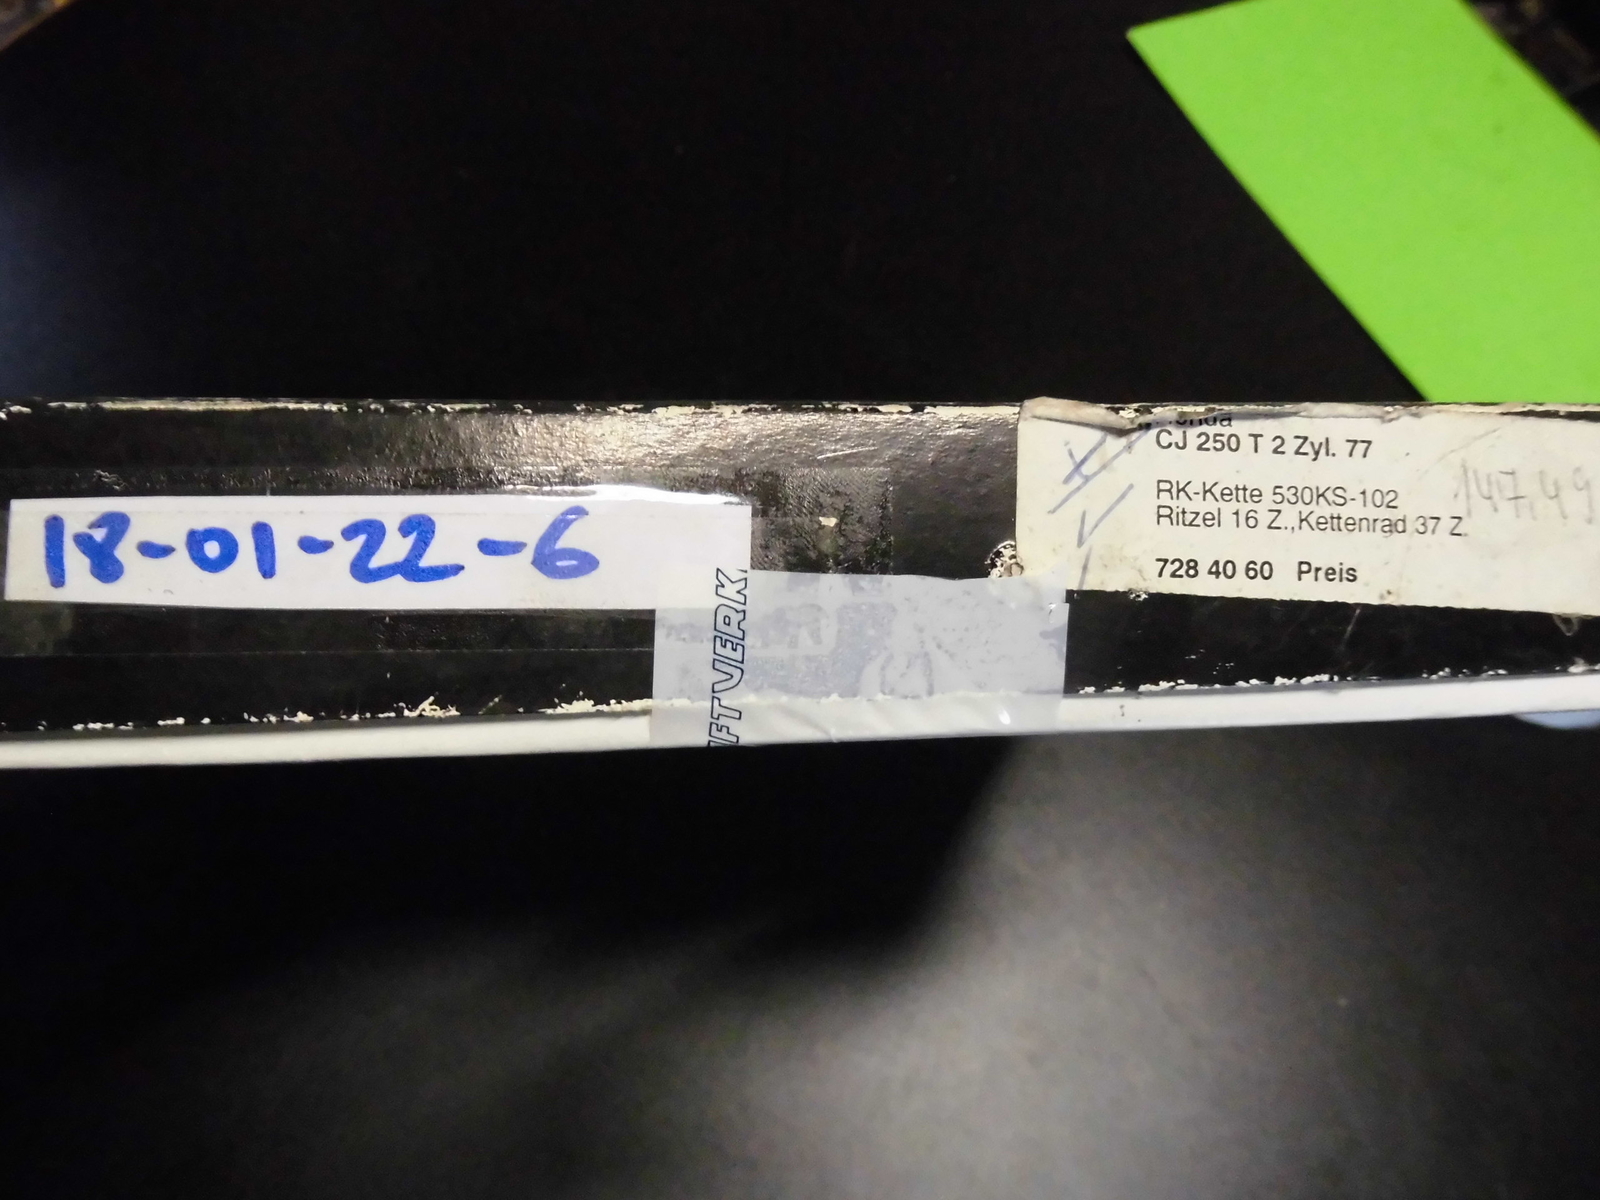 18-01-22-6
FTVERK
CJ 250 T 2 Zyl. 77
RK-Kette 530KS-102
Ritzel 16 Z.,Kettenrad 37 Z.
147,49
728 40 60 Preis